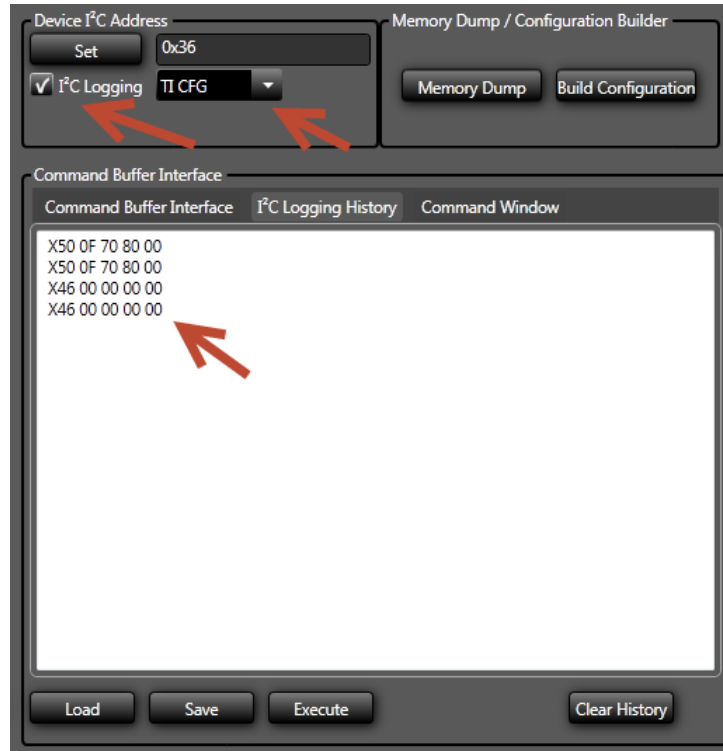 Device I²C Address
Set
0x36
I²C Logging
TI CFG
Memory Dump / Configuration Builder
Memory Dump
Build Configuration
Command Buffer Interface
Command Buffer Interface
I²C Logging History
Command Window
X50 0F 70 80 00
X50 0F 70 80 00
X46 00 00 00 00
X46 00 00 00 00
Load
Save
Execute
Clear History